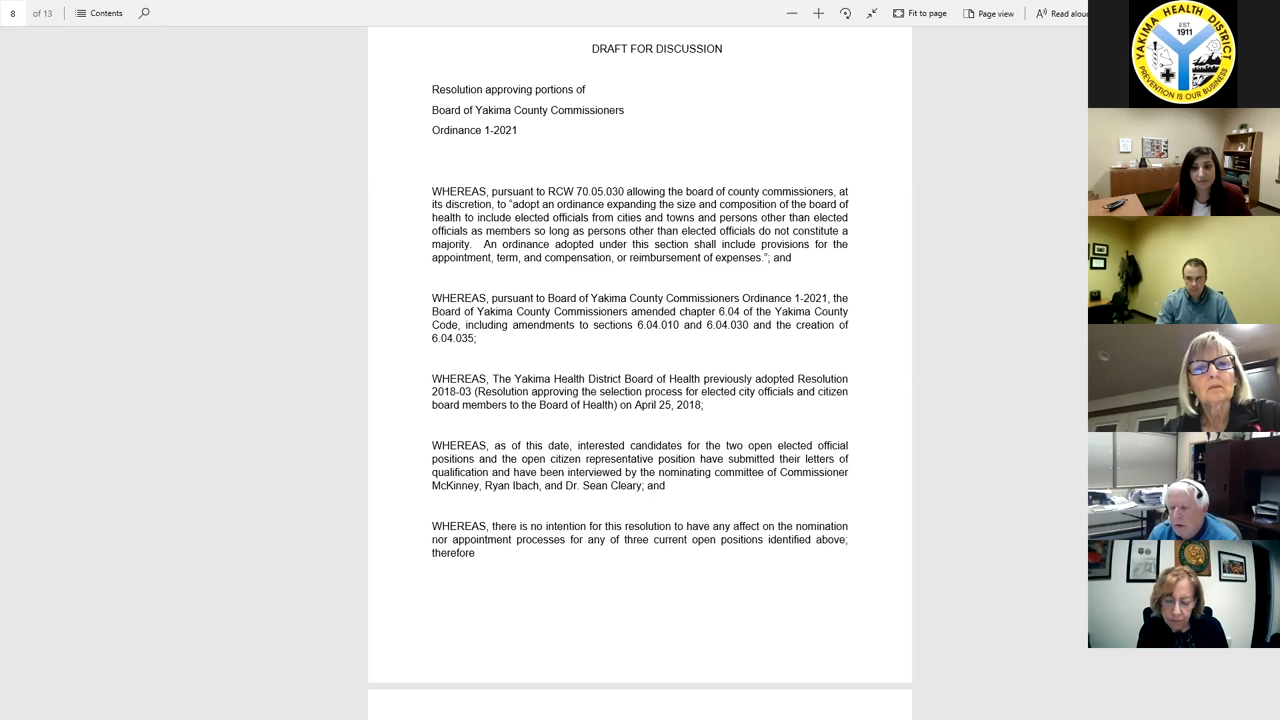 8 of 13 Contents Fit to page Page view Read aloud
DRAFT FOR DISCUSSION
Resolution approving portions of
Board of Yakima County Commissioners
Ordinance 1-2021
WHEREAS, pursuant to RCW 70.05.030 allowing the board of county commissioners, at
its discretion, to “adopt an ordinance expanding the size and composition of the board of
health to include elected officials from cities and towns and persons other than elected
officials as members so long as persons other than elected officials do not constitute a
majority. An ordinance adopted under this section shall include provisions for the
appointment, term, and compensation, or reimbursement of expenses.”; and
WHEREAS, pursuant to Board of Yakima County Commissioners Ordinance 1-2021, the
Board of Yakima County Commissioners amended chapter 6.04 of the Yakima County
Code, including amendments to sections 6.04.010 and 6.04.030 and the creation of
6.04.035;
WHEREAS, The Yakima Health District Board of Health previously adopted Resolution
2018-03 (Resolution approving the selection process for elected city officials and citizen
board members to the Board of Health) on April 25, 2018;
WHEREAS, as of this date, interested candidates for the two open elected official
positions and the open citizen representative position have submitted their letters of
qualification and have been interviewed by the nominating committee of Commissioner
McKinney, Ryan Ibach, and Dr. Sean Cleary; and
WHEREAS, there is no intention for this resolution to have any affect on the nomination
nor appointment processes for any of three current open positions identified above;
therefore
YAKIMA HEALTH DISTRICT
EST.
1911
PREVENTION IS OUR BUSINESS